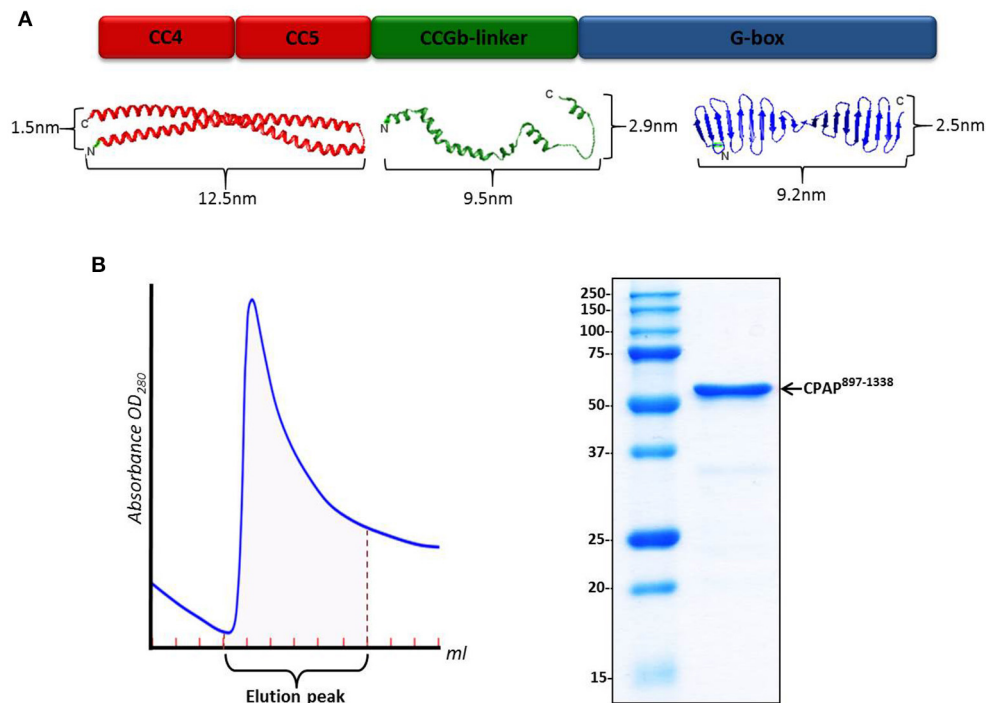 A
CC4 CC5 CCGb-linker G-box
1.5nm C N 12.5nm
N C 2.9nm 9.5nm
C N 2.5nm 9.2nm
B
Absorbance OD280
ml
Elution peak
250-
150-
100-
75-
50-
37-
25-
20-
15-
←CPAP897-1338